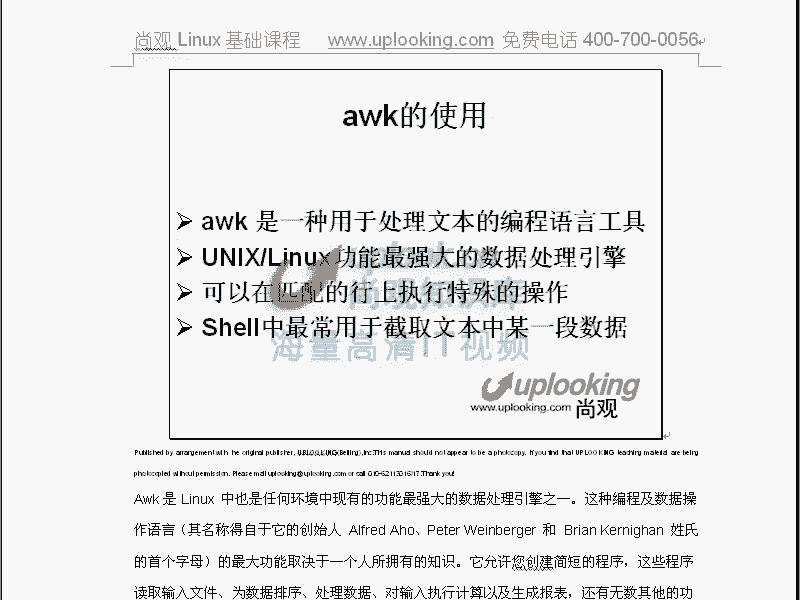 尚观 Linux 基础课程 www.uplooking.com 免费电话 400-700-0056
awk的使用
➢ awk 是一种用于处理文本的编程语言工具
➢ UNIX/Linux功能最强大的数据处理引擎
➢ 可以在匹配的行上执行特殊的操作
➢ Shell中最常用于截取文本中某一段数据
海量高清IT视频
uplooking
www.uplooking.com 尚观
Published by arrangement with the original publisher, UPLOOKING(Beijing),Inc.This manual should not appear to be a photocopy. If you find that UPLOOKING teaching material are being
photocopied without permission. Please mail uplooking@uplooking.com or call Thank you!
Awk 是 Linux 中也是任何环境中现有的功能最强大的数据处理引擎之一。这种编程及数据操
作语言（其名称得自于它的创始人 Alfred Aho、Peter Weinberger 和 Brian Kernighan 姓氏
的首个字母）的最大功能取决于一个人所拥有的知识。它允许您创建简短的程序，这些程序
读取输入文件、为数据排序、处理数据、对输入执行计算以及生成报表，还有无数其他的功